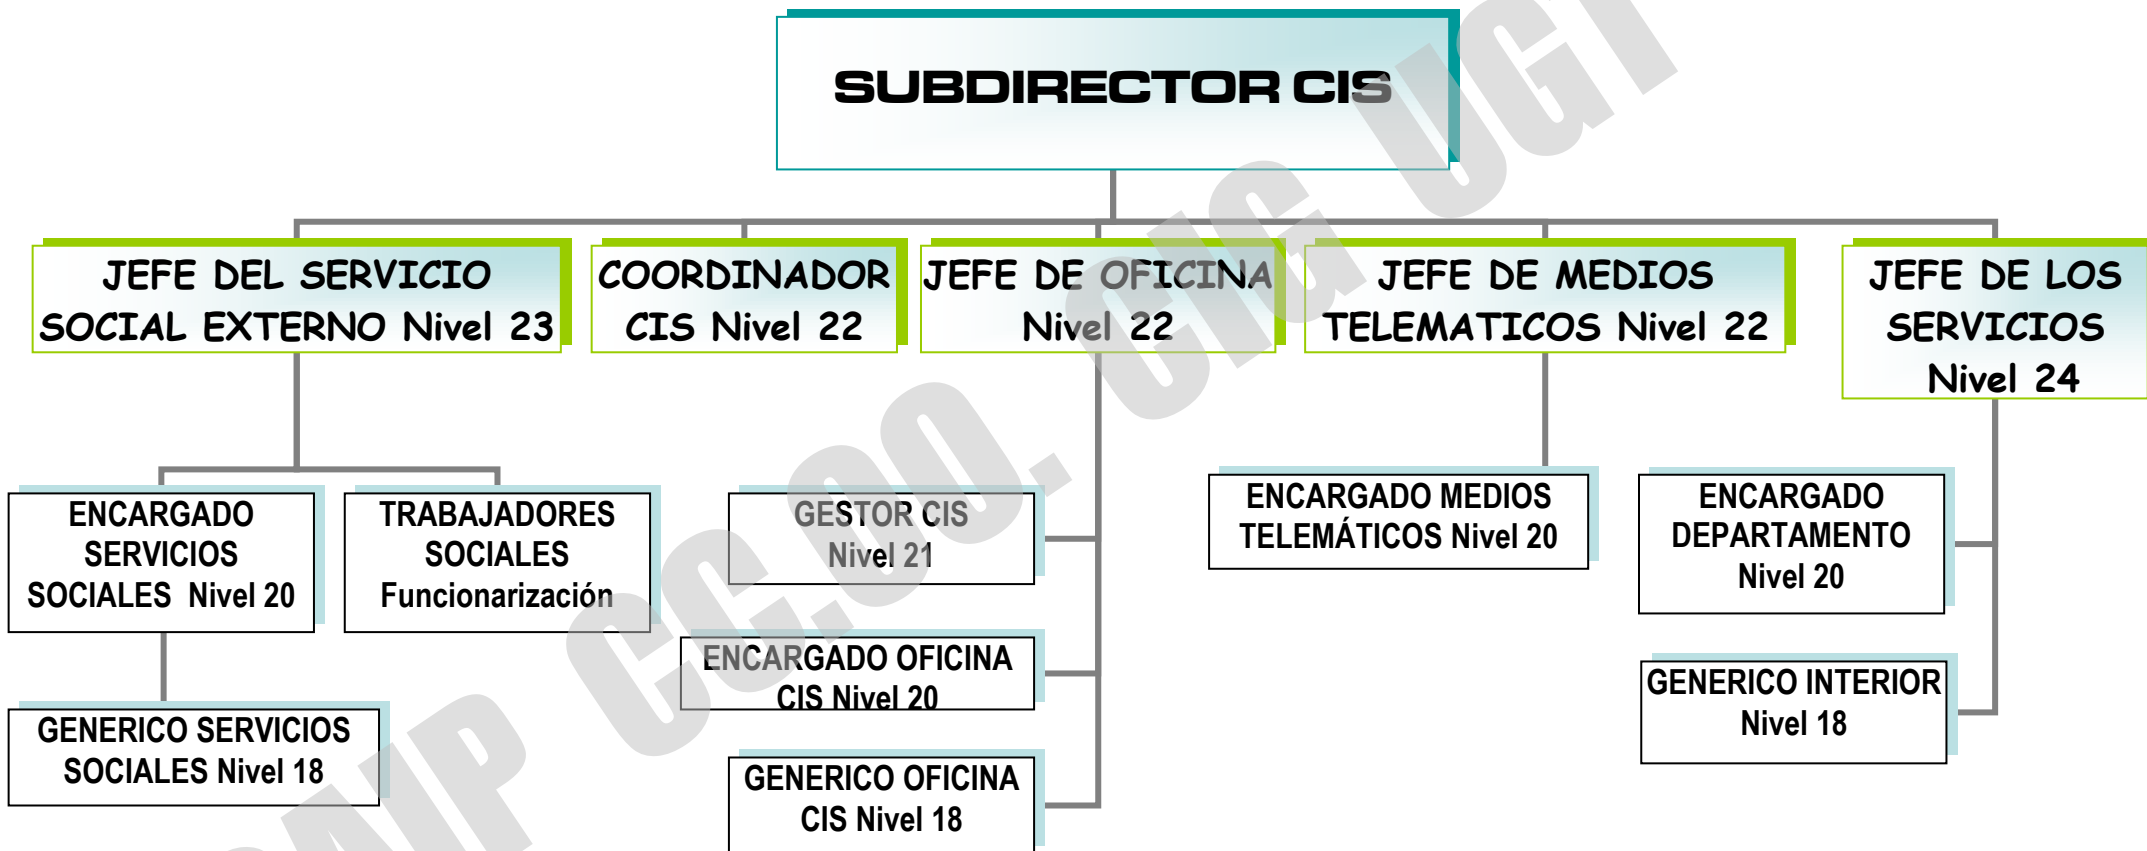 SUBDIRECTOR CIS
JEFE DEL SERVICIO
SOCIAL EXTERNO Nivel 23
COORDINADOR
CIS Nivel 22
JEFE DE OFICINA
Nivel 22
JEFE DE MEDIOS
TELEMATICOS Nivel 22
JEFE DE LOS
SERVICIOS
Nivel 24
ENCARGADO
SERVICIOS
SOCIALES Nivel 20
TRABAJADORES
SOCIALES
Funcionarización
GESTOR CIS
Nivel 21
ENCARGADO MEDIOS
TELEMÁTICOS Nivel 20
ENCARGADO
DEPARTAMENTO
Nivel 20
ENCARGADO OFICINA
CIS Nivel 20
GENERICO INTERIOR
Nivel 18
GENERICO SERVICIOS
SOCIALES Nivel 18
GENERICO OFICINA
CIS Nivel 18
CC.OO. CIG UGT